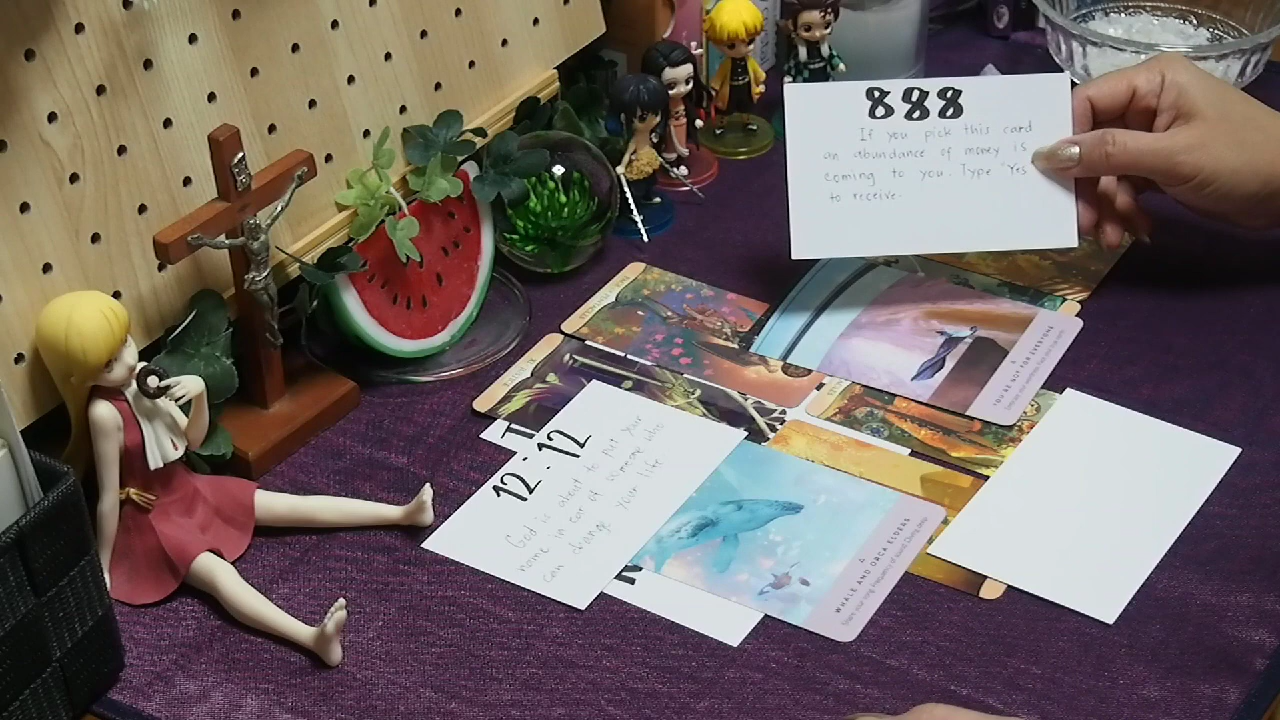 888
If you pick this card
an abundance of money is
coming to you. Type "Yes
to receive.
12:12
God is about to put your
name in ear of someone who
can change your life
YOU'RE NOT FOR EVERYONE
WHALE AND ORCA ELDERS